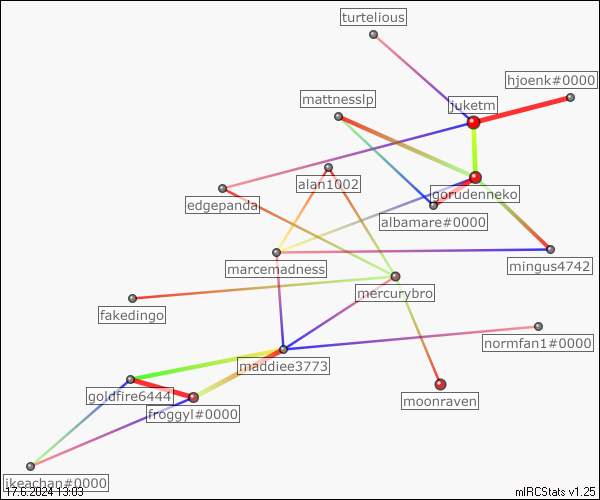 turtelious
hjoenk#0000
mattnesslp
juketm
alan1002
gorudenneko
edgepanda
albamare#0000
marcemadness
mingus4742
mercurybro
fakedingo
normfan1#0000
maddiee3773
goldfire6444
moonraven
froggyl#0000
ikeachan#0000
17.6.2024 13:03
mIRCStats v1.25